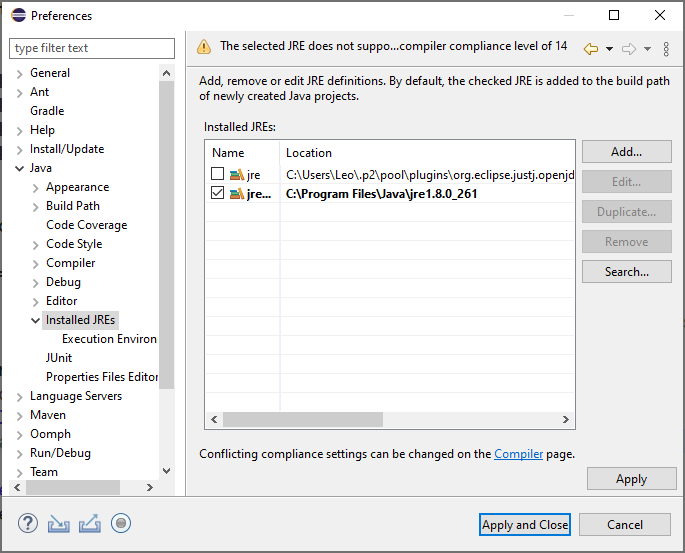 Preferences
type filter text
The selected JRE does not suppo...compiler compliance level of 14
General
Ant
Gradle
Help
Install/Update
Java
Appearance
Build Path
Code Coverage
Code Style
Compiler
Debug
Editor
Installed JREs
Execution Environ
JUnit
Properties Files Editor
Language Servers
Maven
Oomph
Run/Debug
Team
Add, remove or edit JRE definitions. By default, the checked JRE is added to the build path
of newly created Java projects.
Installed JREs:
Name Location
jre C:\Users\Leo\.p2\pool\plugins\org.eclipse.justj.openjd
jre... C:\Program Files\Java\jre1.8.0_261
Add...
Edit...
Duplicate...
Remove
Search...
Conflicting compliance settings can be changed on the Compiler page.
Apply
?
Apply and Close
Cancel